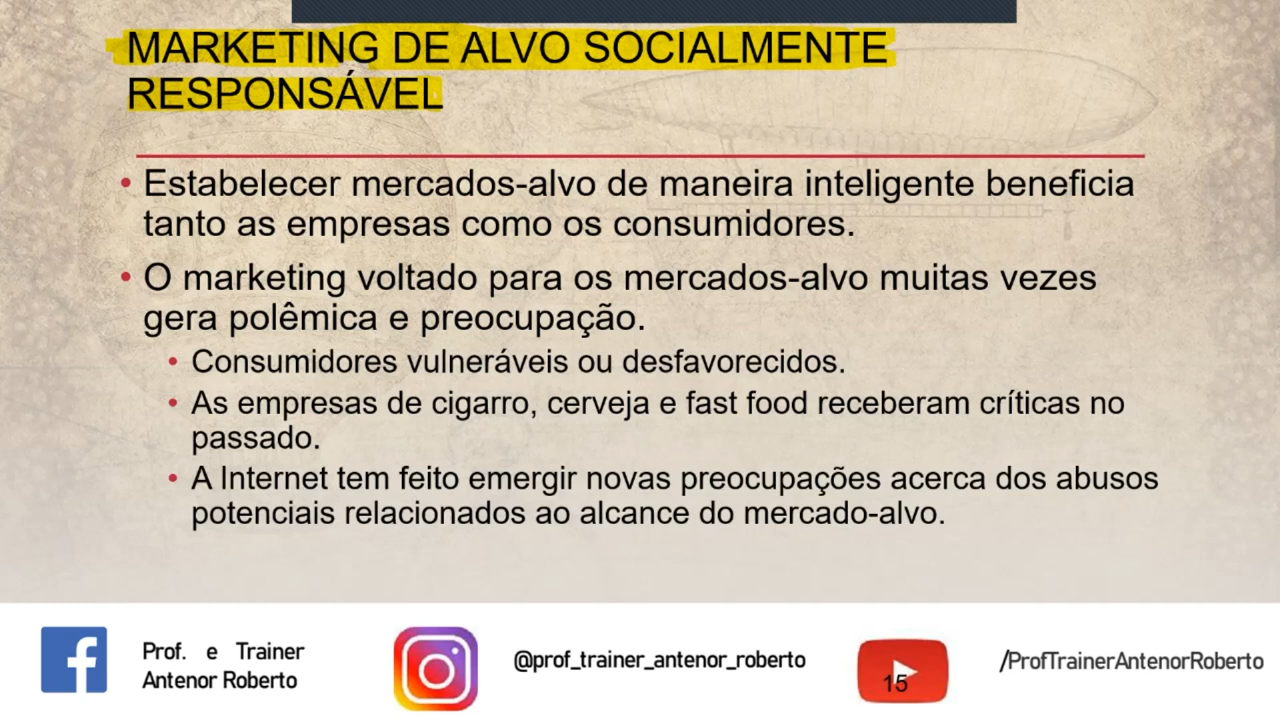 MARKETING DE ALVO SOCIALMENTE
RESPONSÁVEL
• Estabelecer mercados-alvo de maneira inteligente beneficia
tanto as empresas como os consumidores.
• O marketing voltado para os mercados-alvo muitas vezes
gera polêmica e preocupação.
• Consumidores vulneráveis ou desfavorecidos.
• As empresas de cigarro, cerveja e fast food receberam críticas no
passado.
• A Internet tem feito emergir novas preocupações acerca dos abusos
potenciais relacionados ao alcance do mercado-alvo.
Prof. e Trainer
Antenor Roberto
@prof_trainer_antenor_roberto
15
/ProfTrainerAntenorRoberto